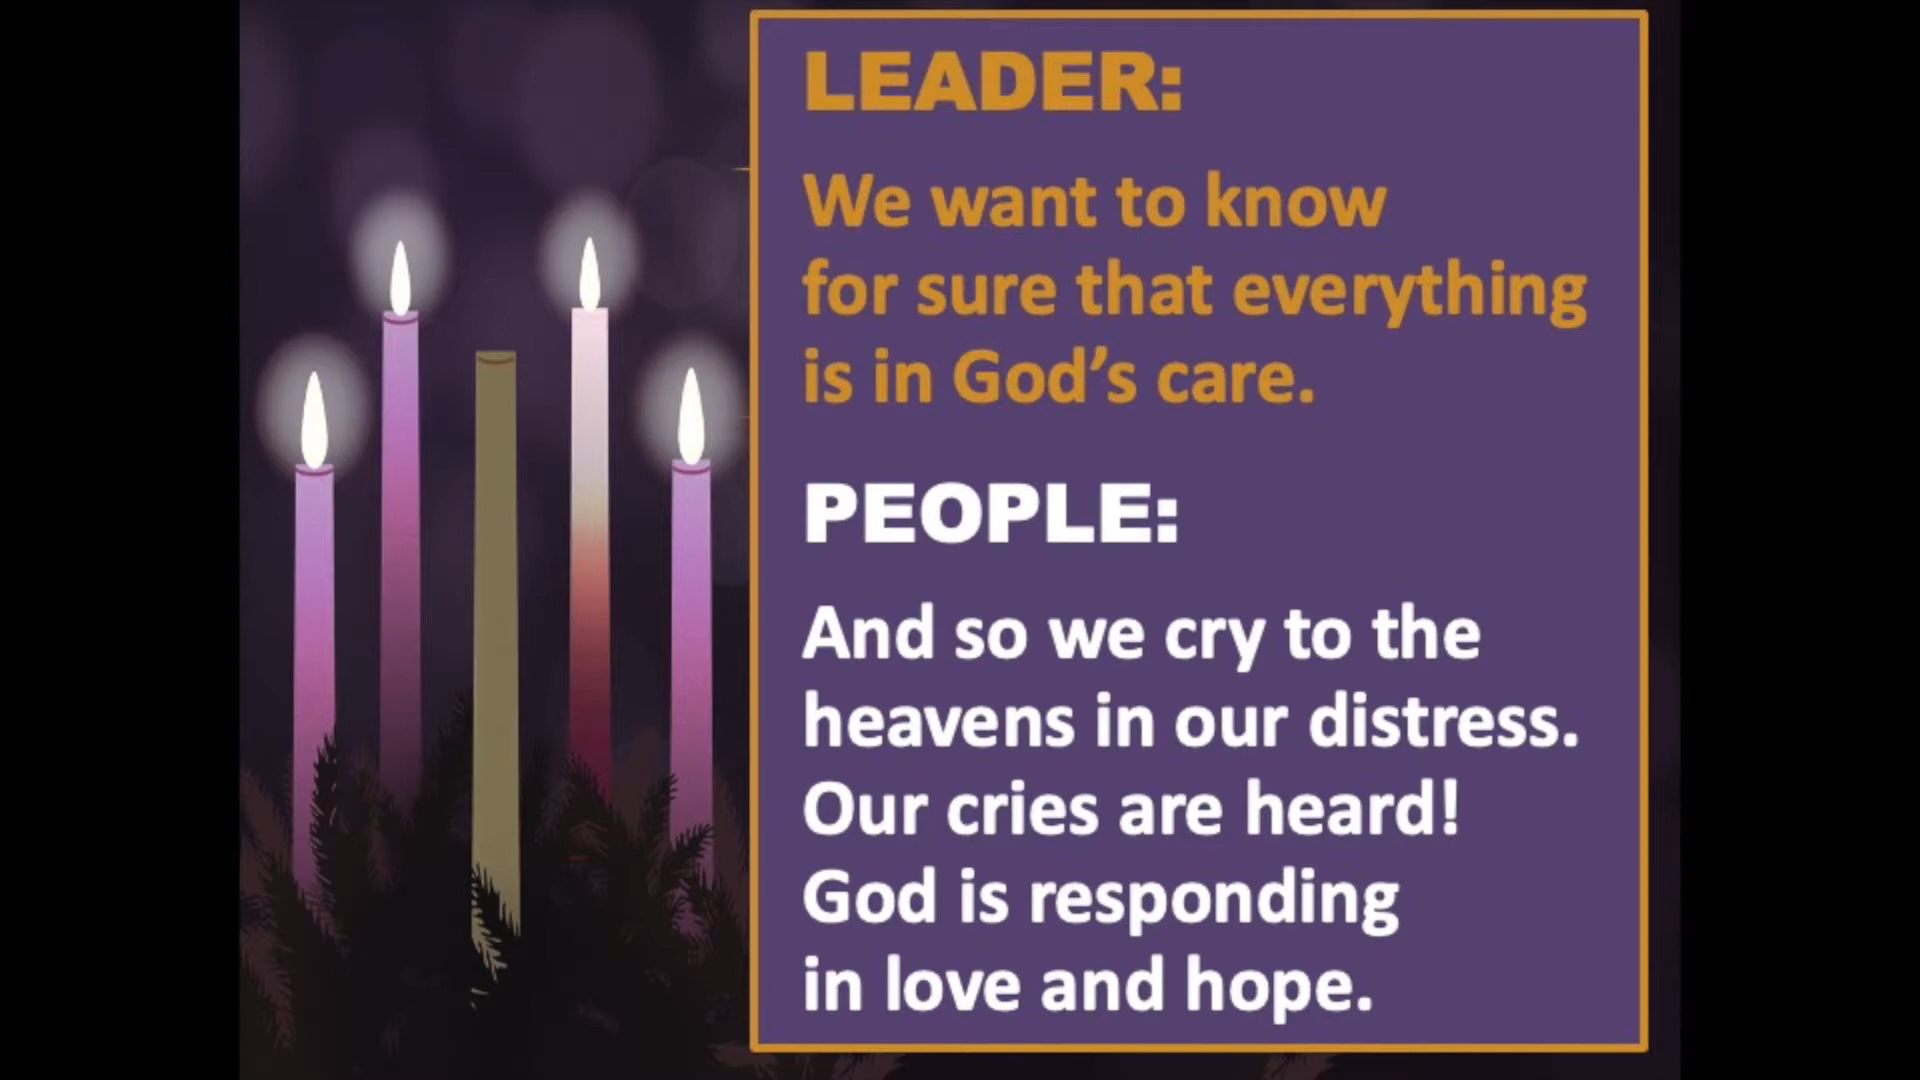 LEADER:
We want to know
for sure that everything
is in God’s care.
PEOPLE:
And so we cry to the
heavens in our distress.
Our cries are heard!
God is responding
in love and hope.